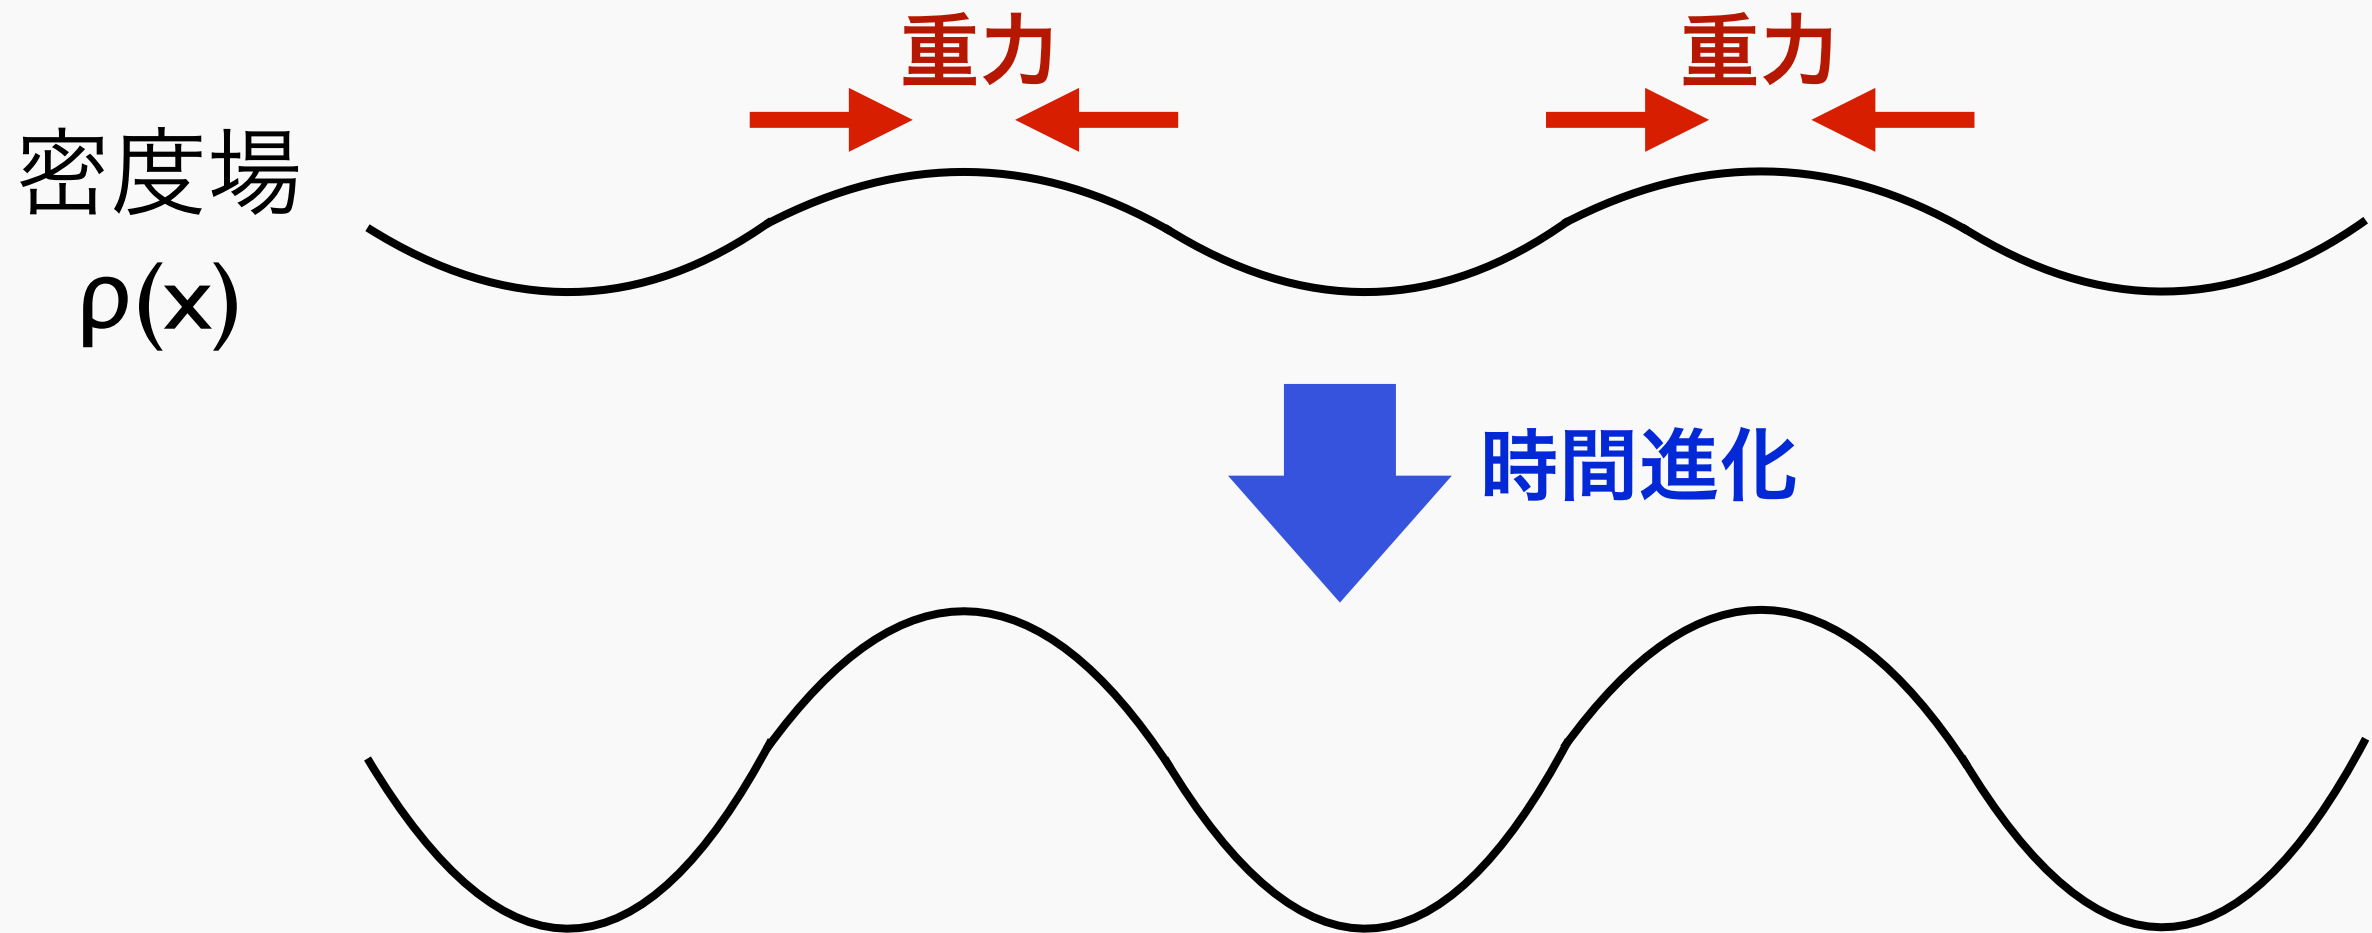 重力
重力
密度場
ρ(x)
時間進化